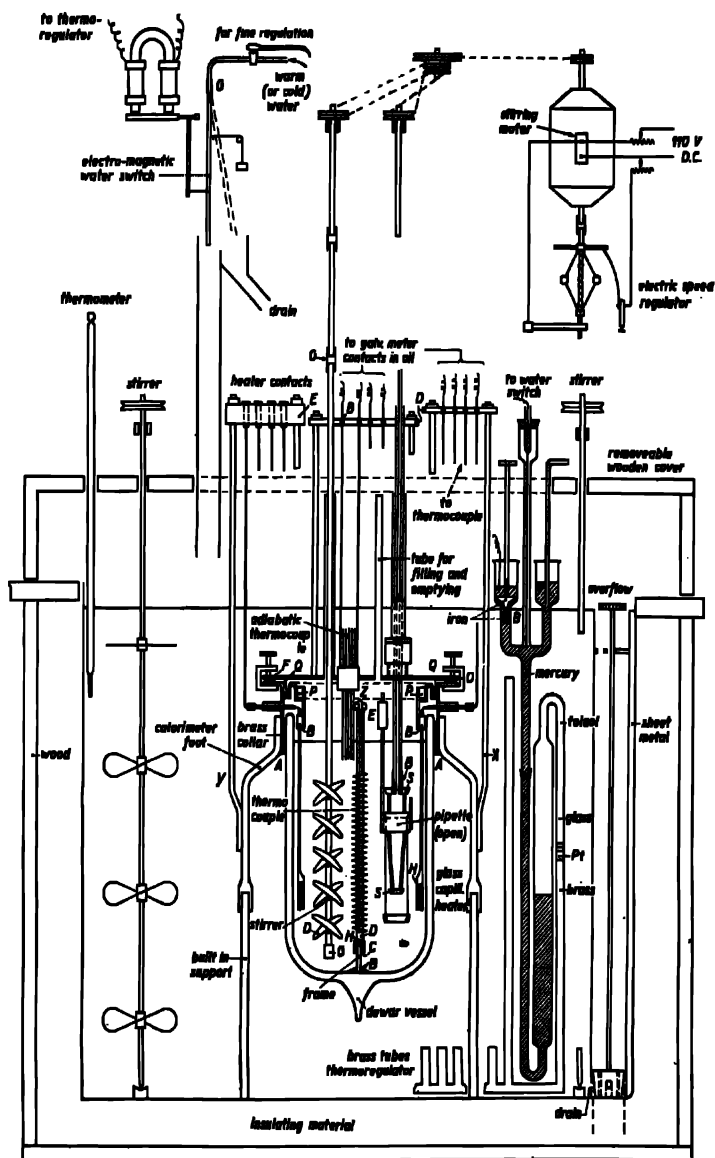 to thermo-
regulator
for fine regulation
warm
(or cold)
water
O
electro-magnetic
water switch
drain
stirring
motor
110 V
D.C.
electric speed
regulator
thermometer
stirrer
heater contacts
E
O
to galv. meter
contacts in oil
B
D
to
thermocouple
to water
switch
stirrer
removeable
wooden cover
tube for
filling and
emptying
iron
B
overflow
mercury
adiabatic
thermocoup
le
F
Q
Q
O
P
Z
P
E
B
B
calorimeter
foot
brass
collar
A
A
toluol
sheet
metal
wood
Y
X
thermo
couple
B
S
pipette
(open)
H
S
glass
capill.
heater
glass
Pt
brass
stirrer
D
O
H
D
C
B
built in
support
frame
dewar vessel
brass tubes
thermoregulator
drain
insulating material